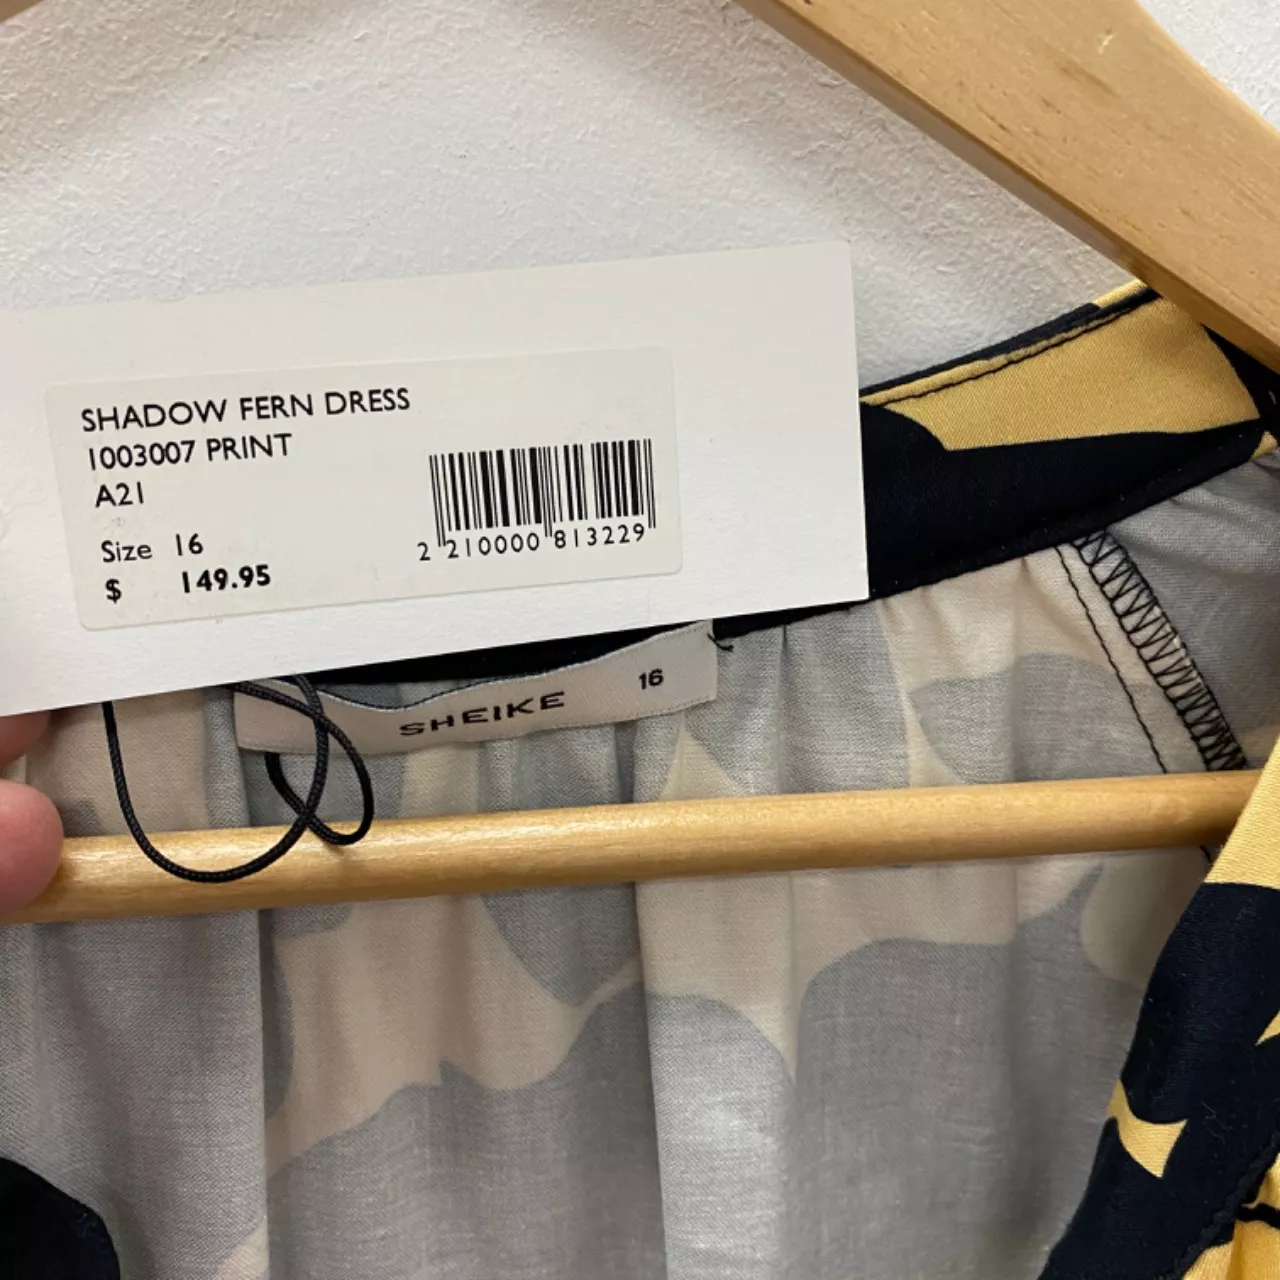 SHADOW FERN DRESS
1003007 PRINT
A21
Size 16
$ 149.95
2 210000 813229
SHEIKE 16